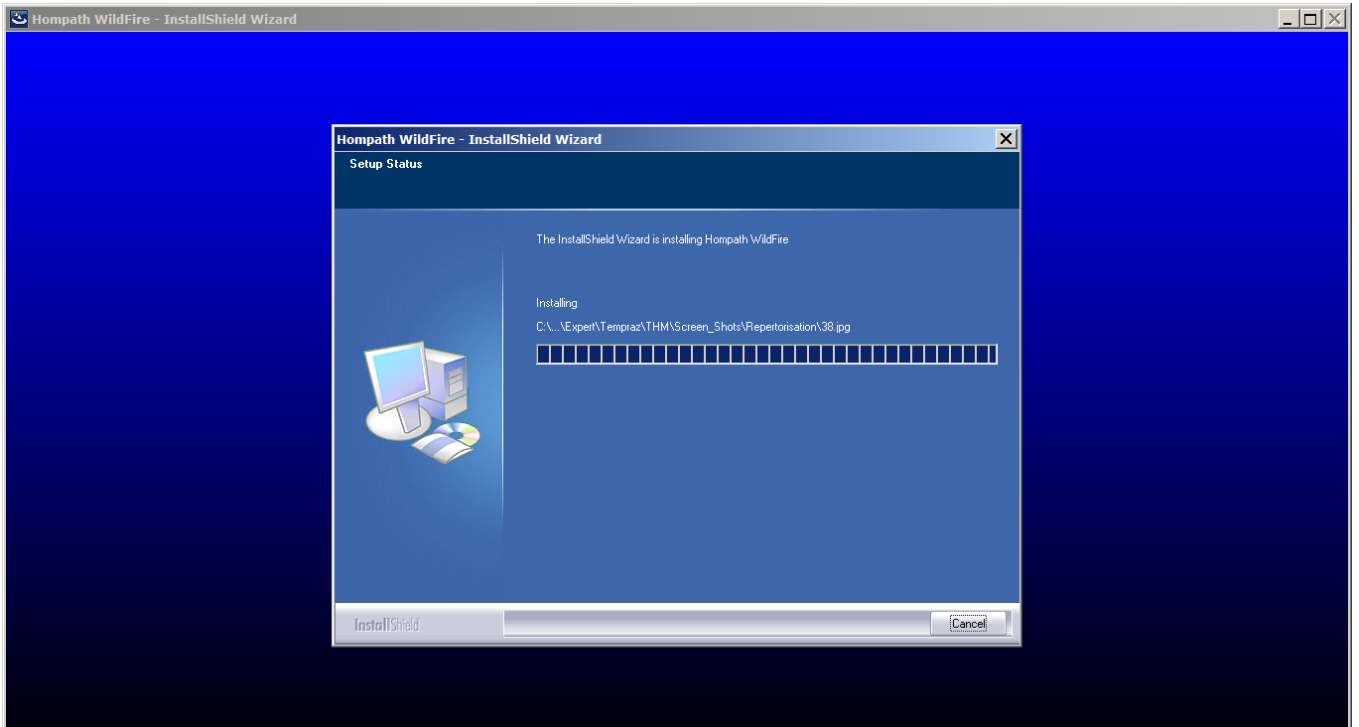 Hompath WildFire - InstallShield Wizard
Hompath WildFire - InstallShield Wizard
Setup Status
The InstallShield Wizard is installing Hompath WildFire
Installing
C:\...\Expert\Tempraz\THM\Screen_Shots\Repertorisation\38.jpg
InstallShield
Cancel